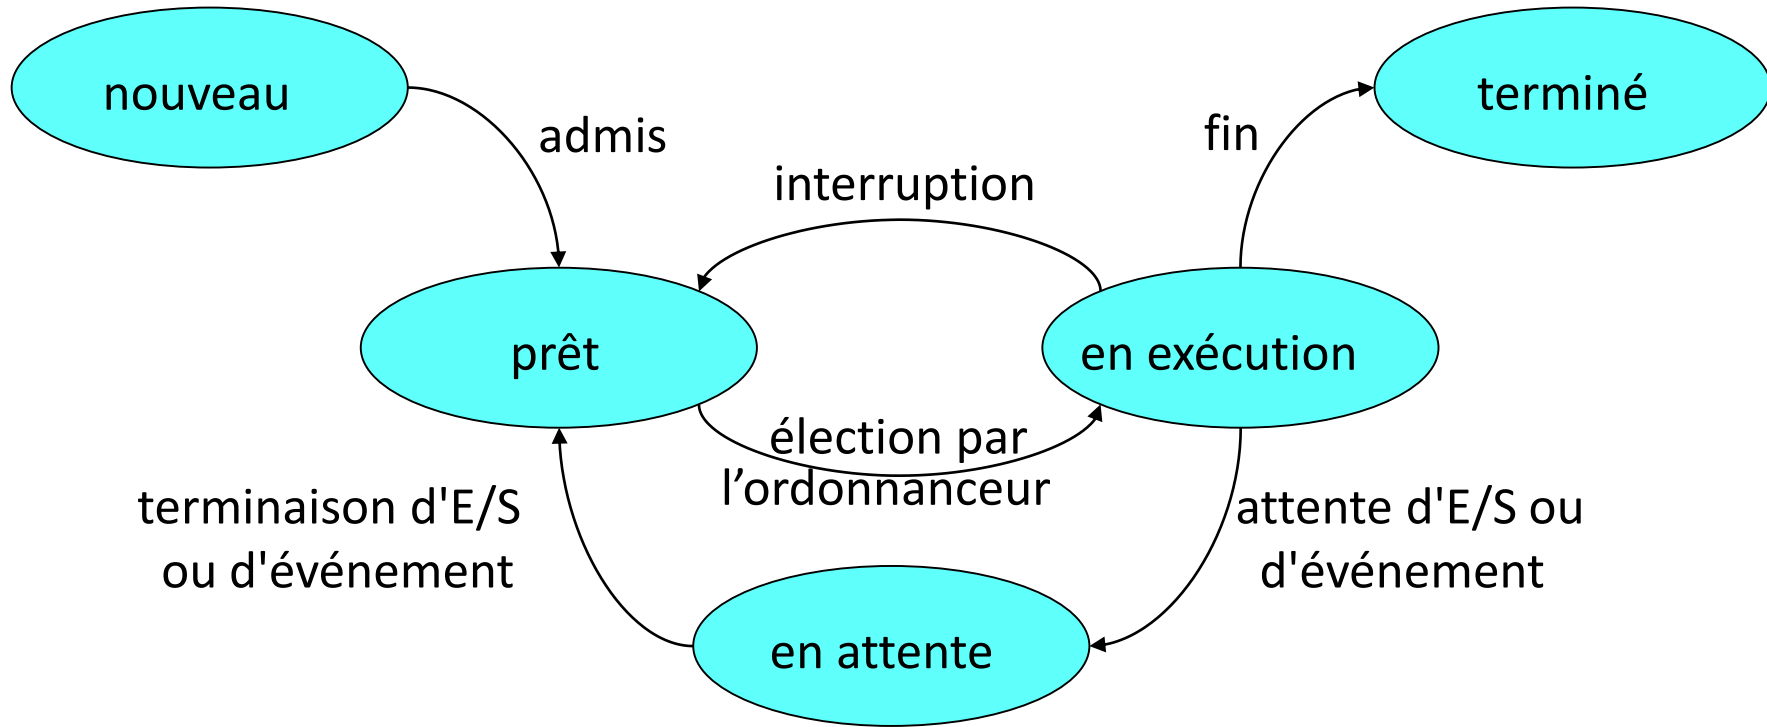 nouveau
terminé
admis
fin
interruption
prêt
en exécution
élection par
l’ordonnanceur
terminaison d'E/S
ou d'événement
attente d'E/S ou
d'événement
en attente